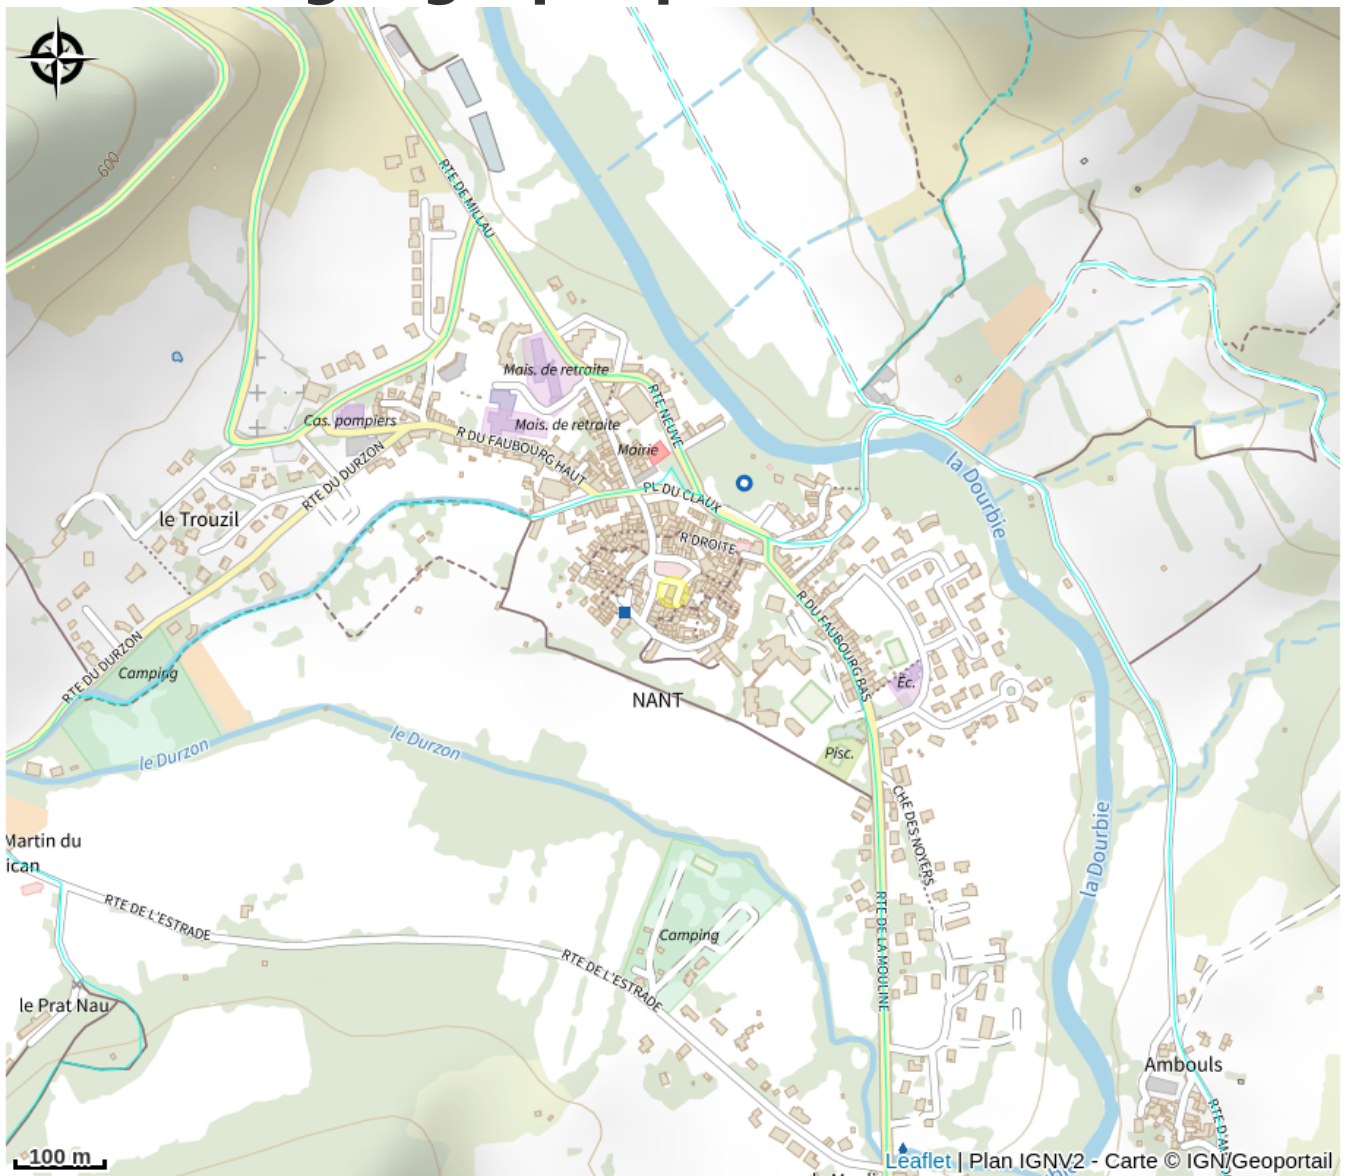 600
RTE DE MILLAU
Mais. de retraite
RTE NEUVE
Cas. pompiers
Mais. de retraite
R DU FAUBOURG HAUT
Mairie
RTE DU DURZON
PL DU CLAUX
la Dourbie
le Trouzil
R DROITE
R DU FAUBOURG BAS
RTE DU DURZON
Camping
Éc.
NANT
le Durzon
le Durzon
Pisc.
CHE DES NOYERS
la Dourbie
Martin du
ican
RTE DE L'ESTRADE
RTE DE LA MOULINE
Camping
RTE DE L'ESTRADE
le Prat Nau
Ambouls
100 m
Leaflet | Plan IGNV2 - Carte © IGN/Geoportail